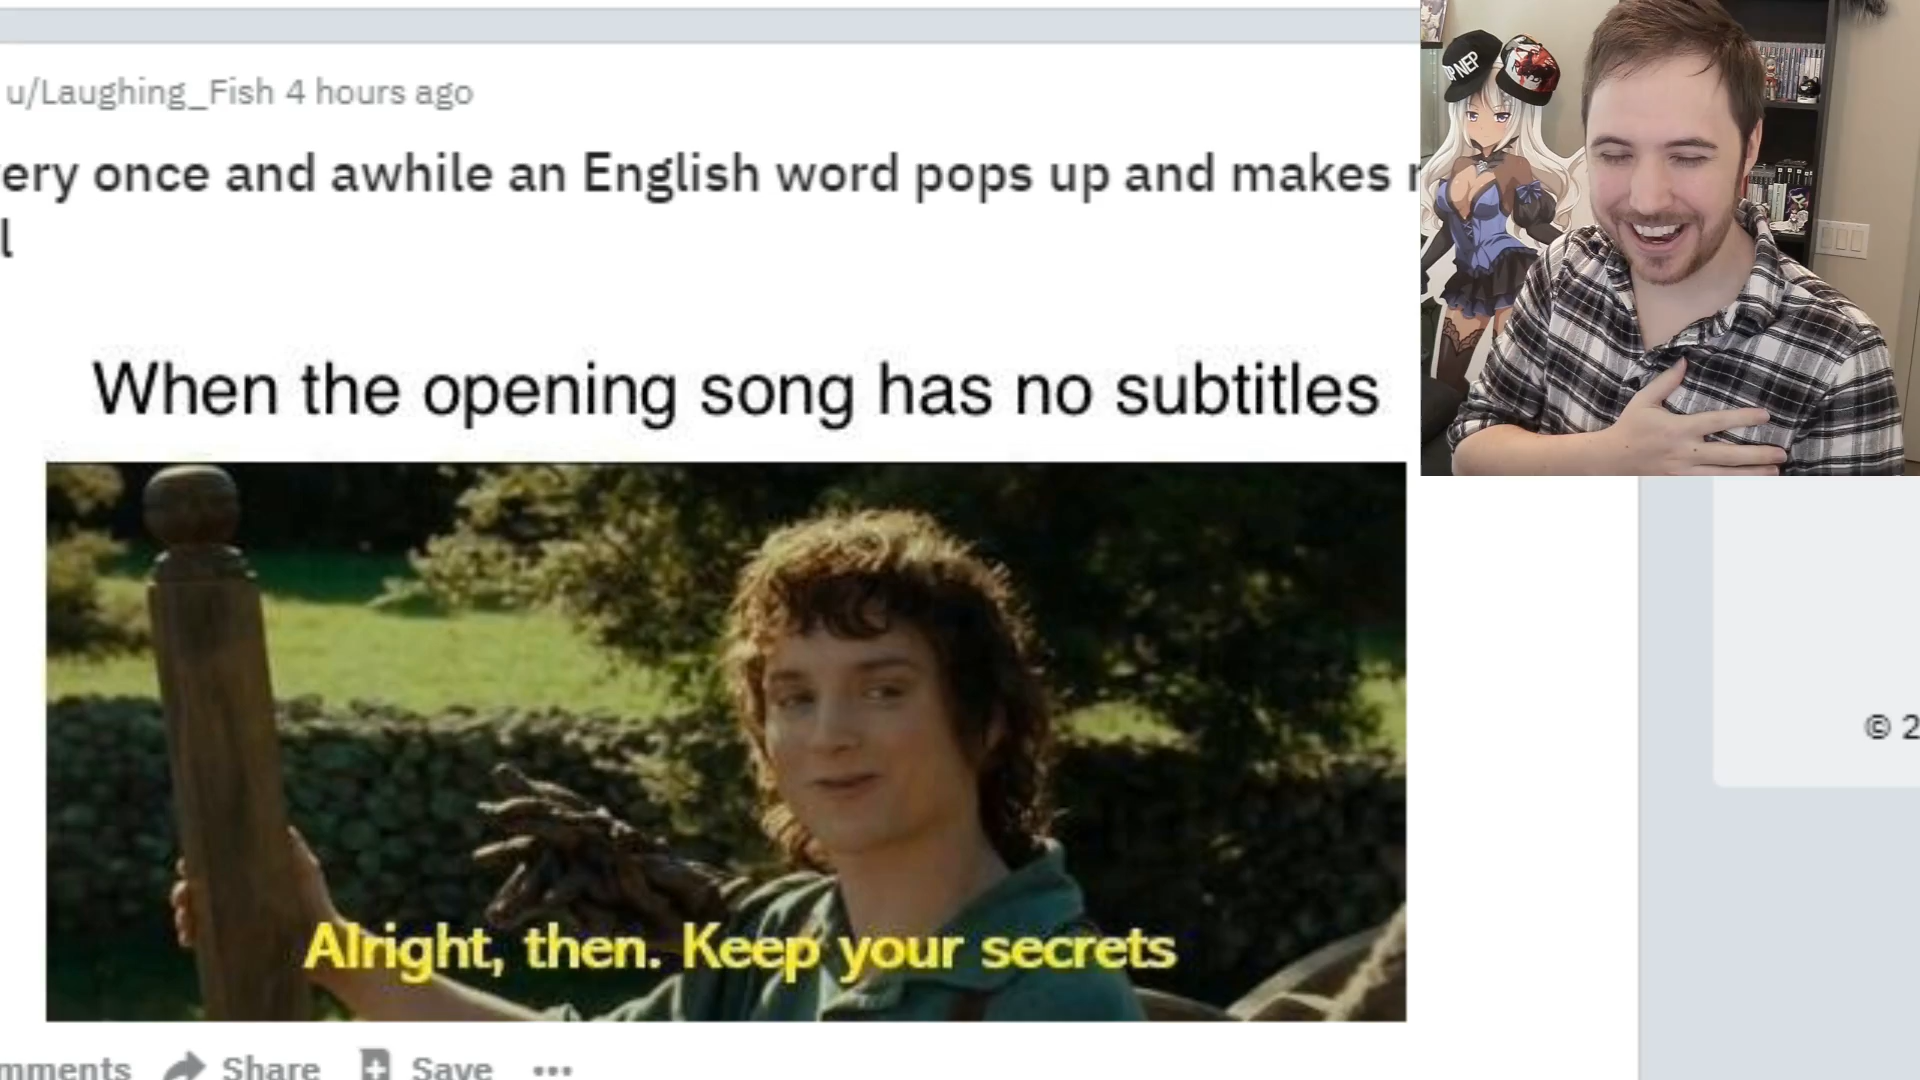 u/Laughing_Fish 4 hours ago
ery once and awhile an English word pops up and makes
l
When the opening song has no subtitles
Alright, then. Keep your secrets
mments Share Save ...
P NEP
© 2